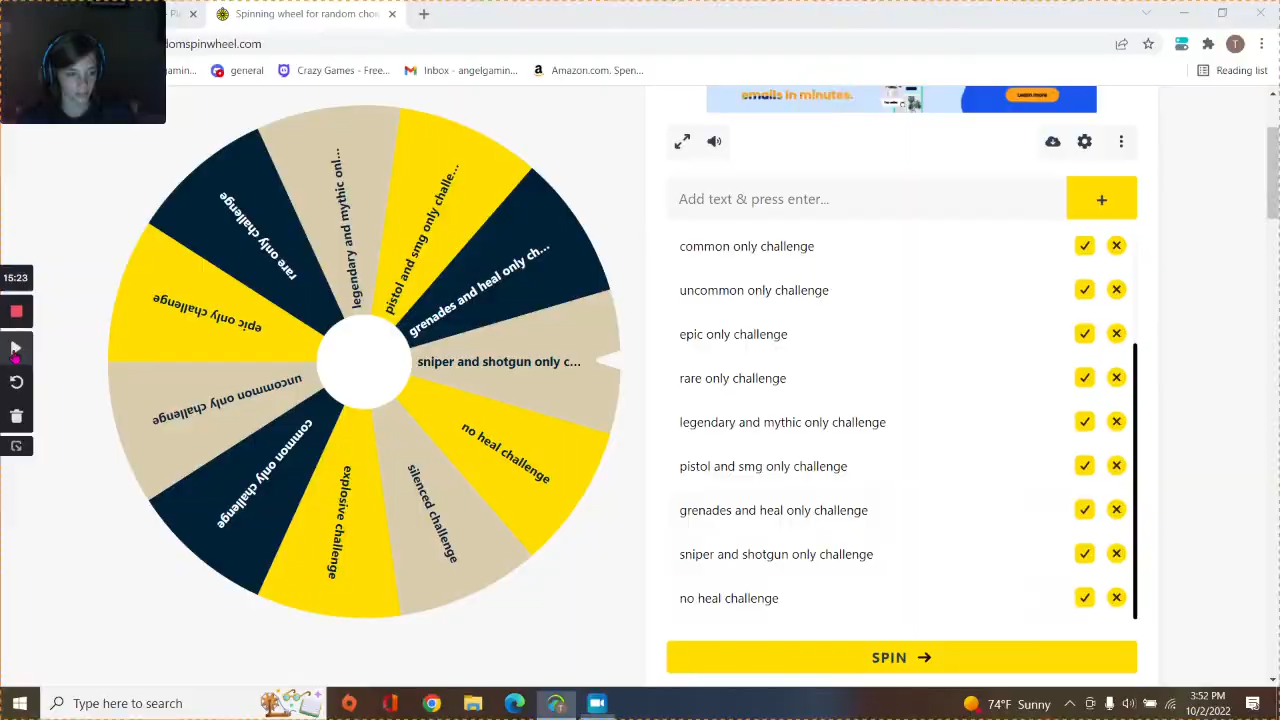 Spinning wheel for random choi
domspinwheel.com
gamin...
general
Crazy Games - Free...
Inbox - angelgamin...
Amazon.com. Spen...
Reading list
T
emails in minutes.
Learn more
Add text & press enter...
+
common only challenge
uncommon only challenge
epic only challenge
rare only challenge
legendary and mythic only challenge
pistol and smg only challenge
grenades and heal only challenge
sniper and shotgun only challenge
no heal challenge
SPIN
legendary and mythic onl...
pistol and smg only challe...
grenades and heal only ch...
sniper and shotgun only c...
no heal challenge
silenced challenge
explosive challenge
common only challenge
uncommon only challenge
epic only challenge
rare only challenge
15:23
Type here to search
74°F Sunny
3:52 PM
10/2/2022